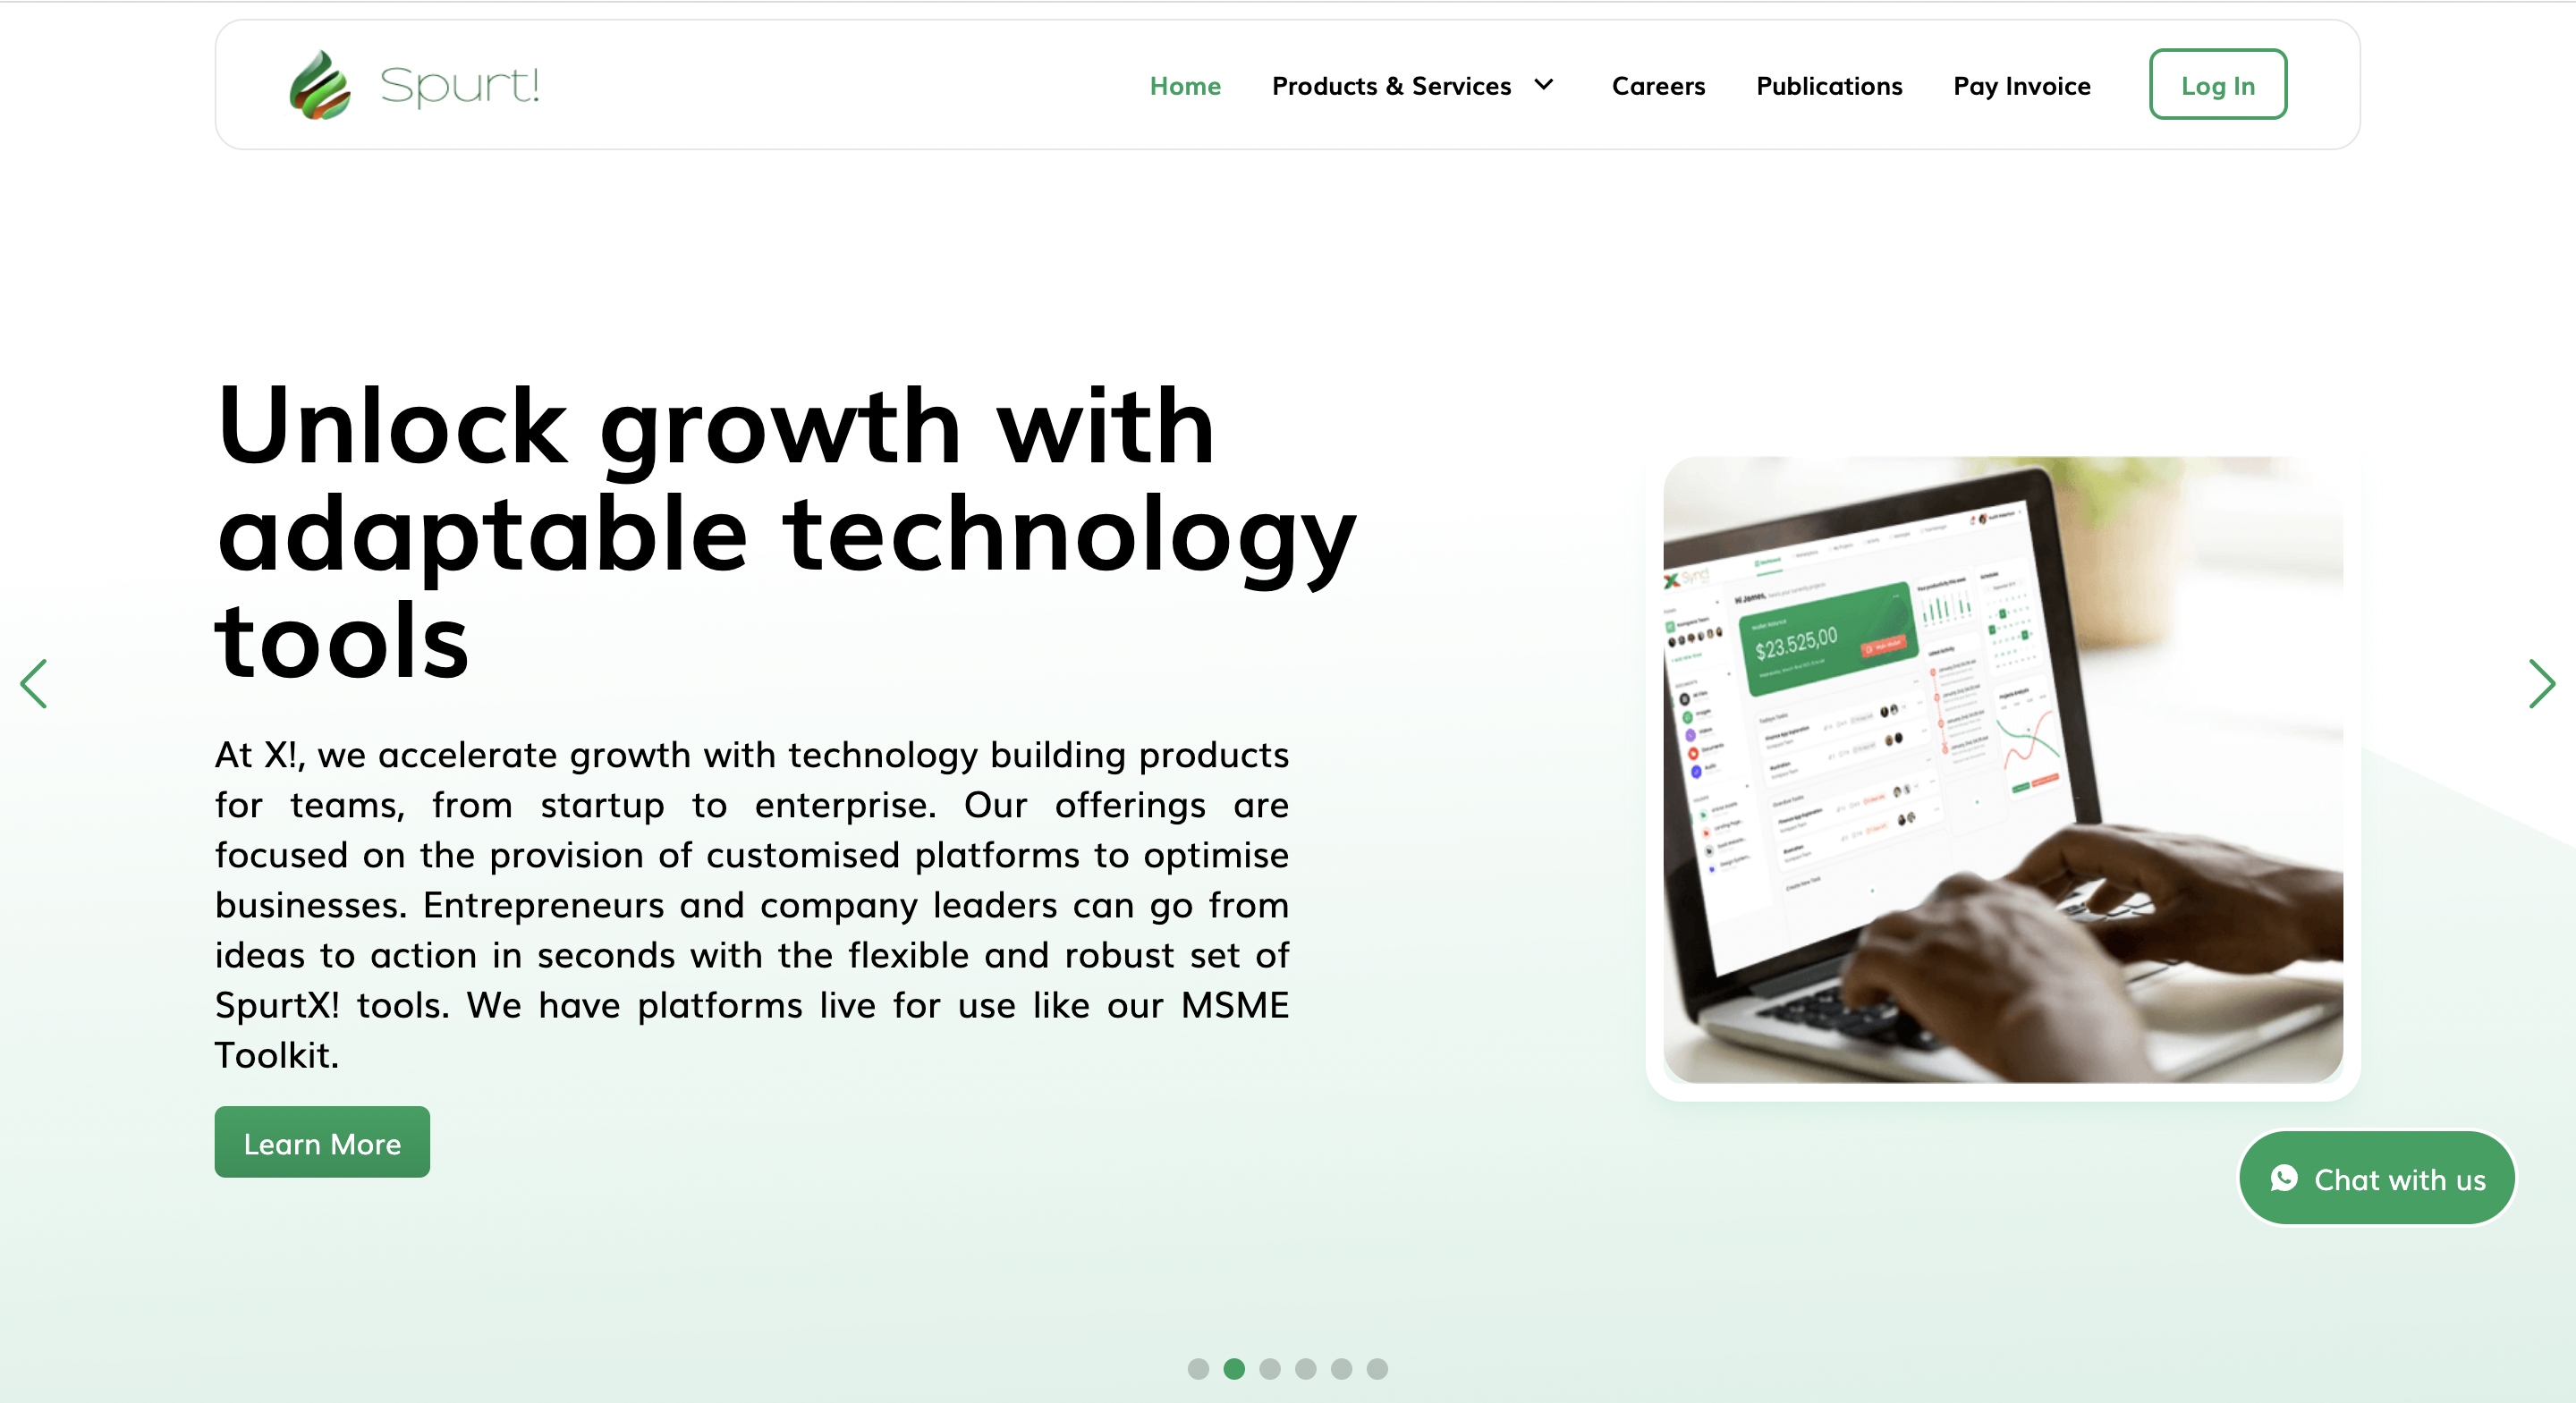 Spurt!
Home
Products & Services
Careers
Publications
Pay Invoice
Log In
Unlock growth with
adaptable technology
tools
At X!, we accelerate growth with technology building products
for teams, from startup to enterprise. Our offerings are
focused on the provision of customised platforms to optimise
businesses. Entrepreneurs and company leaders can go from
ideas to action in seconds with the flexible and robust set of
SpurtX! tools. We have platforms live for use like our MSME
Toolkit.
Learn More
Hi James,
Wallet Balance
$23.525,00
Chat with us